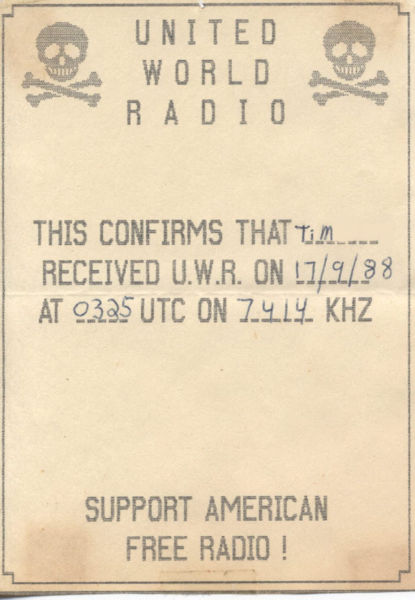 UNITED
WORLD
RADIO
THIS CONFIRMS THAT Tim
RECEIVED U.W.R. ON 17/9/88
AT 0325 UTC ON 7414 KHZ
SUPPORT AMERICAN
FREE RADIO !